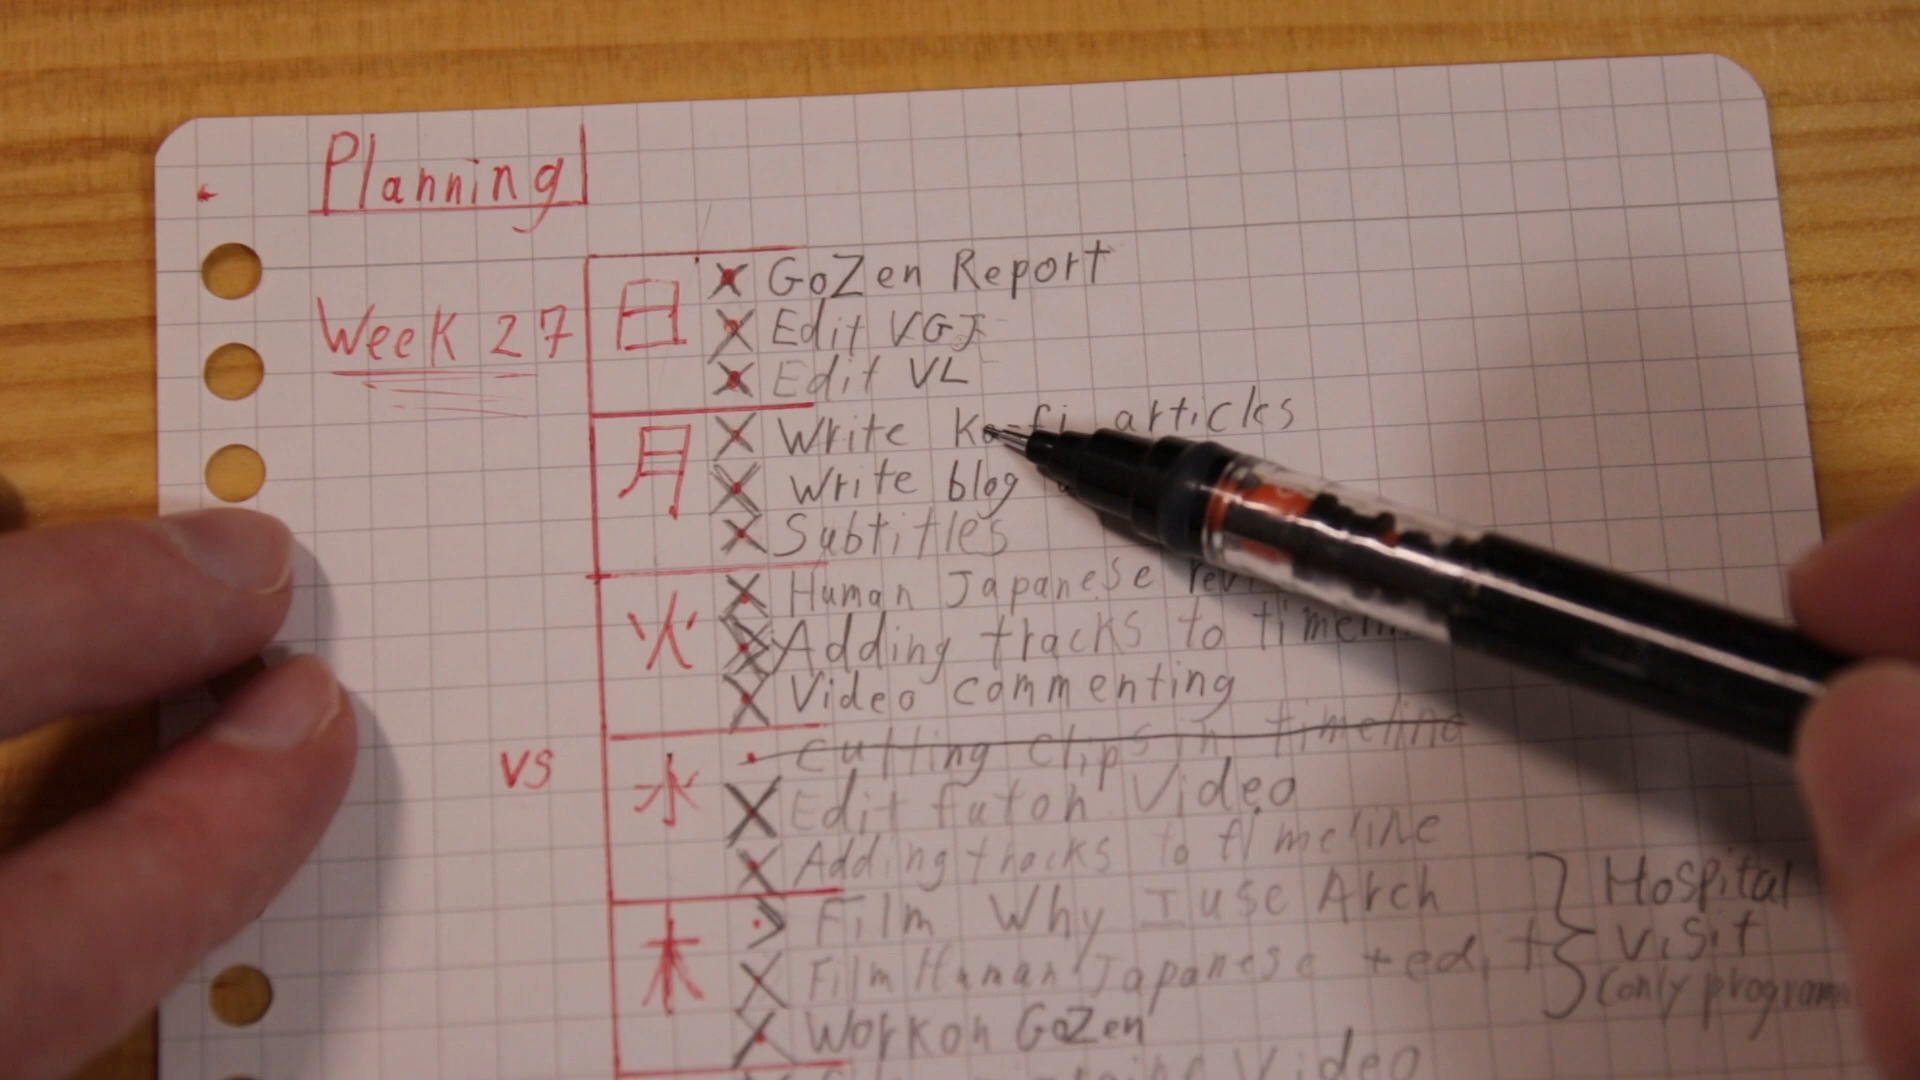 Planning
Week 27
日
GoZen Report
Edit VGJ
Edit VL
月
Write Ko-fi articles
Write blog
Subtitles
火
Human Japanese
Adding tracks to
Video commenting
vs
水
Cutting clips in timeline
Edit futon Video
Adding tracks to timeline
木
Film Why I use Arch
Film Human Japanese + edit
Work on GoZen
Hospital
visit
(only
Video